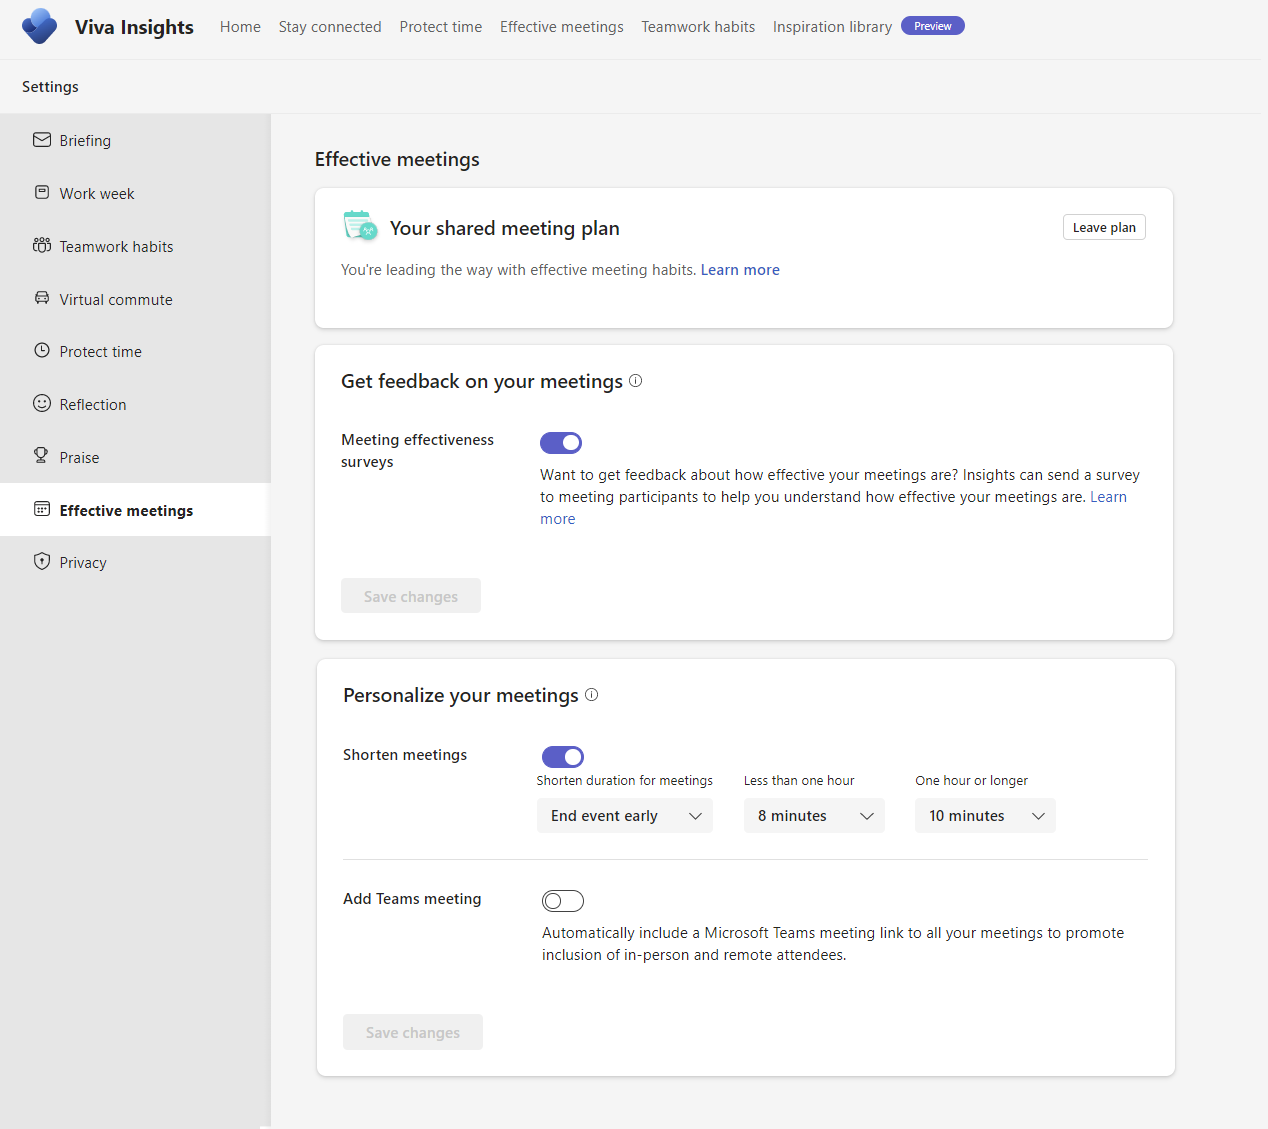 Viva Insights
Home
Stay connected
Protect time
Effective meetings
Teamwork habits
Inspiration library
Preview
Settings
Briefing
Work week
Teamwork habits
Virtual commute
Protect time
Reflection
Praise
Effective meetings
Privacy
Effective meetings
Your shared meeting plan
Leave plan
You're leading the way with effective meeting habits. Learn more
Get feedback on your meetings
Meeting effectiveness
surveys
Want to get feedback about how effective your meetings are? Insights can send a survey
to meeting participants to help you understand how effective your meetings are. Learn
more
Save changes
Personalize your meetings
Shorten meetings
Shorten duration for meetings
Less than one hour
One hour or longer
End event early
8 minutes
10 minutes
Add Teams meeting
Automatically include a Microsoft Teams meeting link to all your meetings to promote
inclusion of in-person and remote attendees.
Save changes